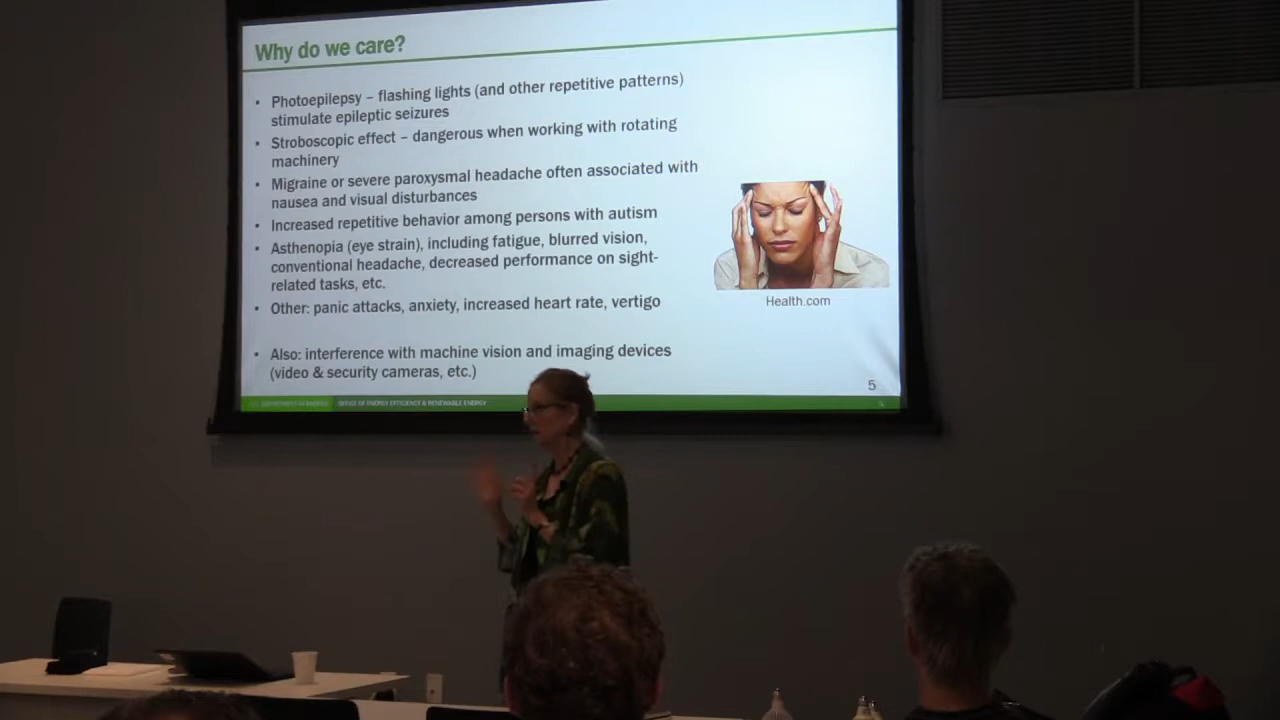 Why do we care?
• Photoepilepsy – flashing lights (and other repetitive patterns)
stimulate epileptic seizures
• Stroboscopic effect – dangerous when working with rotating
machinery
• Migraine or severe paroxysmal headache often associated with
nausea and visual disturbances
• Increased repetitive behavior among persons with autism
• Asthenopia (eye strain), including fatigue, blurred vision,
conventional headache, decreased performance on sight-
related tasks, etc.
• Other: panic attacks, anxiety, increased heart rate, vertigo
Health.com
• Also: interference with machine vision and imaging devices
(video & security cameras, etc.)
5
OFFICE OF ENERGY EFFICIENCY & RENEWABLE ENERGY